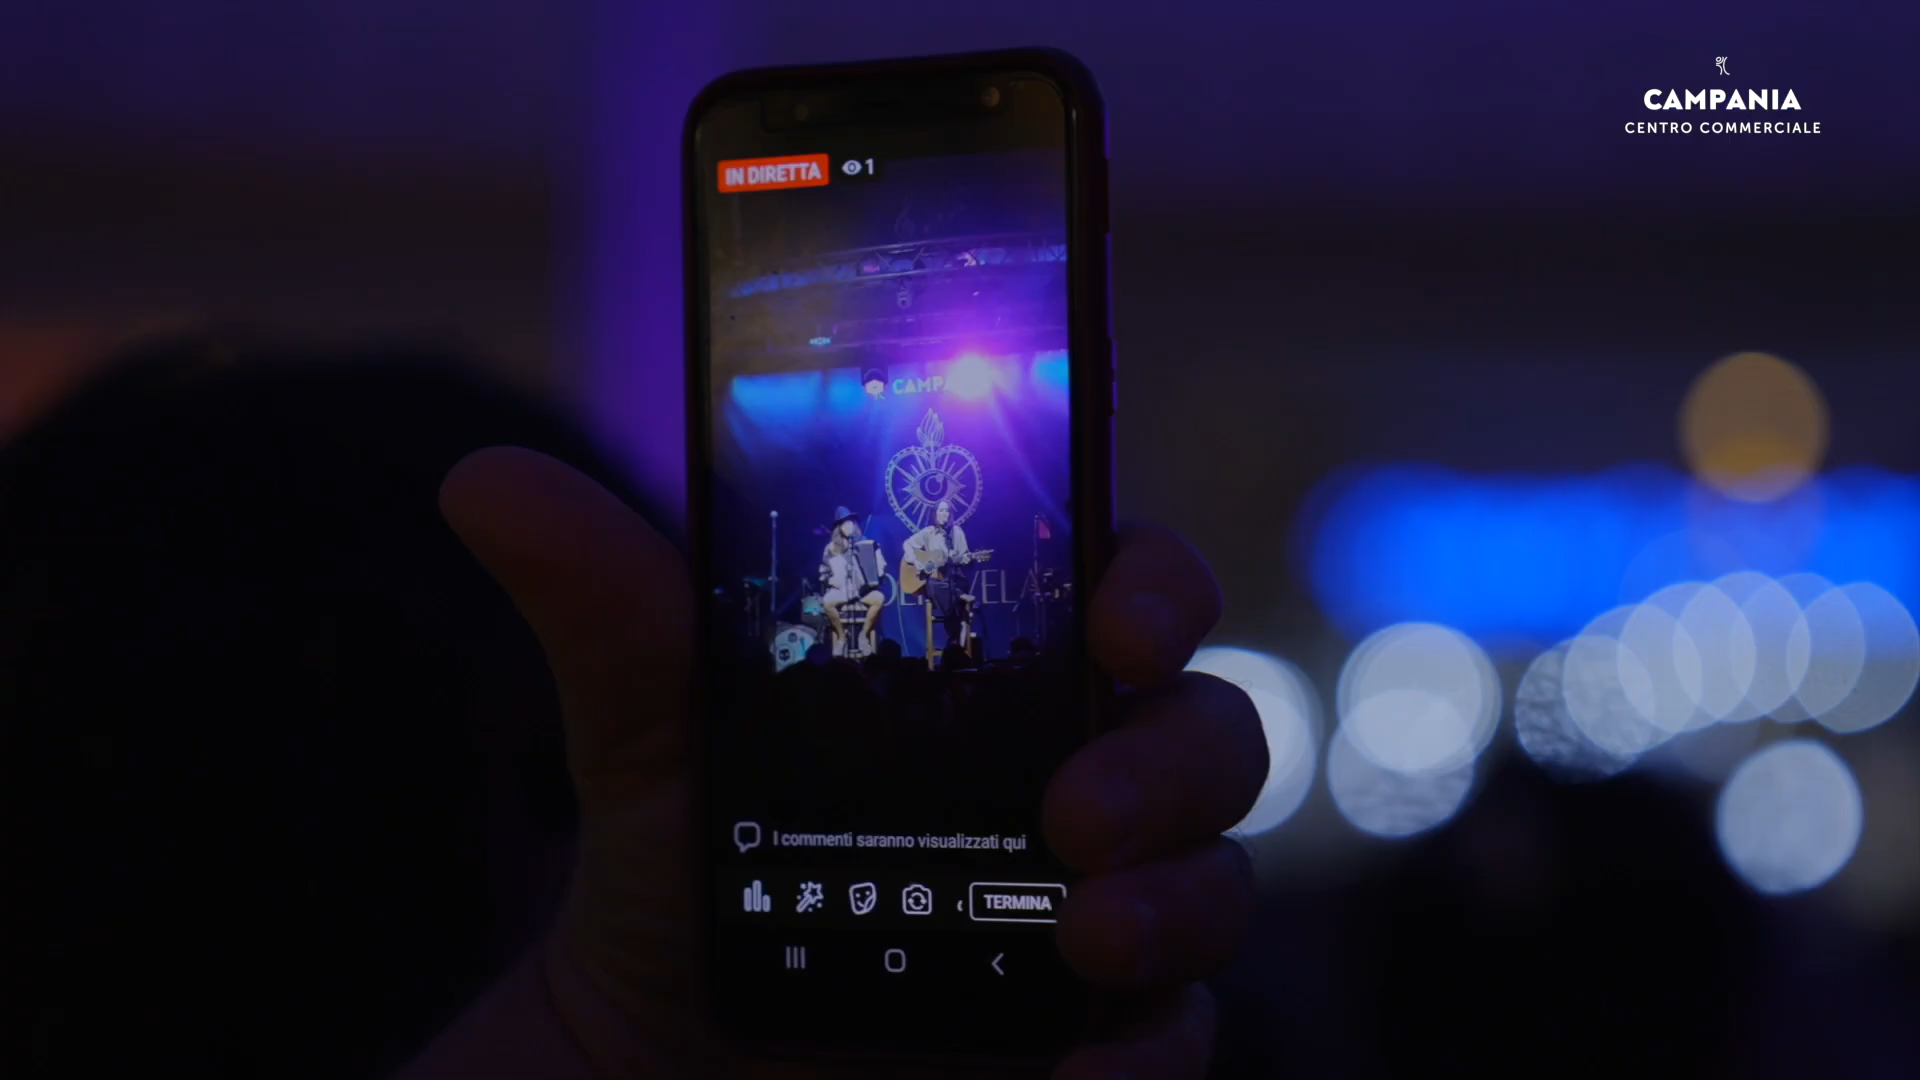 CAMPANIA
CENTRO COMMERCIALE
IN DIRETTA
1
I commenti saranno visualizzati qui
TERMINA